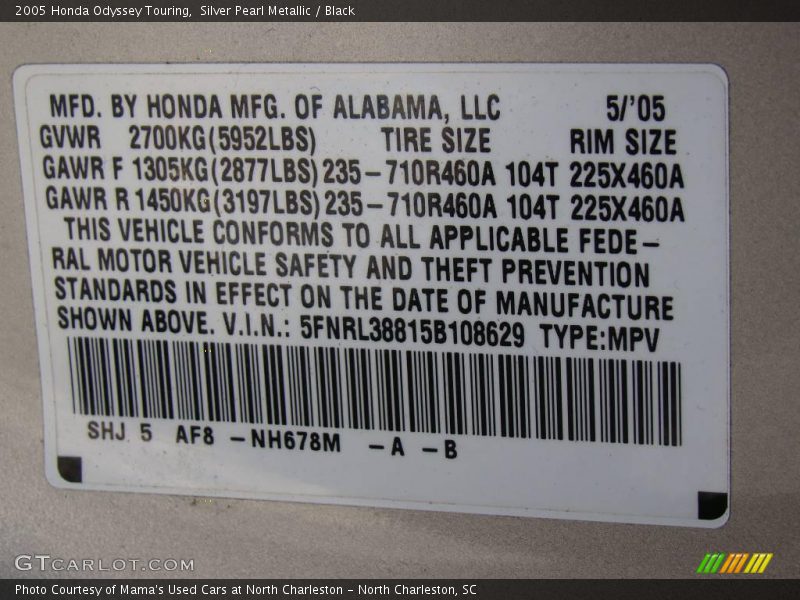 2005 Honda Odyssey Touring,  Silver Pearl Metallic / Black
MFD. BY HONDA MFG. OF ALABAMA, LLC 5/'05
GVWR 2700KG(5952LBS) TIRE SIZE RIM SIZE
GAWR F 1305KG(2877LBS) 235-710R460A 104T 225X460A
GAWR R 1450KG(3197LBS) 235-710R460A 104T 225X460A
THIS VEHICLE CONFORMS TO ALL APPLICABLE FEDE-
RAL MOTOR VEHICLE SAFETY AND THEFT PREVENTION
STANDARDS IN EFFECT ON THE DATE OF MANUFACTURE
SHOWN ABOVE. V.I.N.: 5FNRL38815B108629 TYPE:MPV
SHJ 5 AF8 -NH678M -A -B
GTCARLOT.COM
Photo Courtesy of Mama's Used Cars at North Charleston - North Charleston, SC